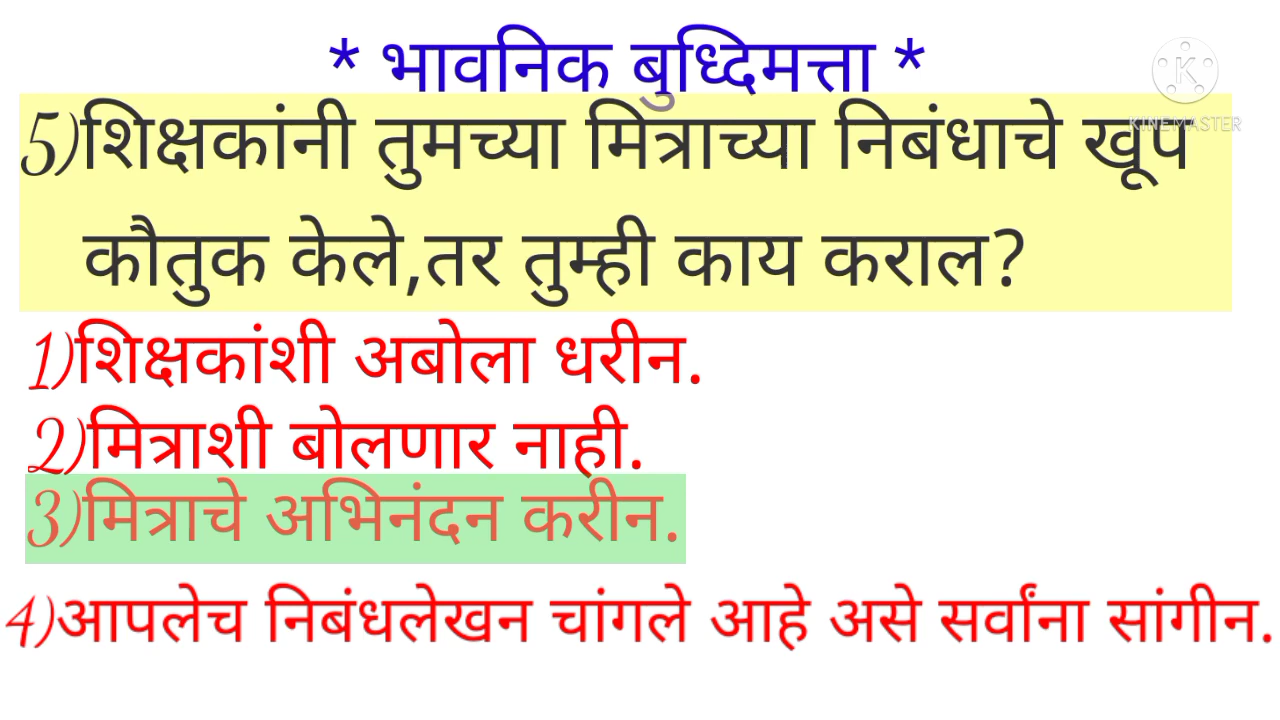 * भावनिक बुध्दिमत्ता *
K
KINEMASTER
5)शिक्षकांनी तुमच्या मित्राच्या निबंधाचे खूप
कौतुक केले,तर तुम्ही काय कराल?
1)शिक्षकांशी अबोला धरीन.
2)मित्राशी बोलणार नाही.
3)मित्राचे अभिनंदन करीन.
4)आपलेच निबंधलेखन चांगले आहे असे सर्वांना सांगीन.